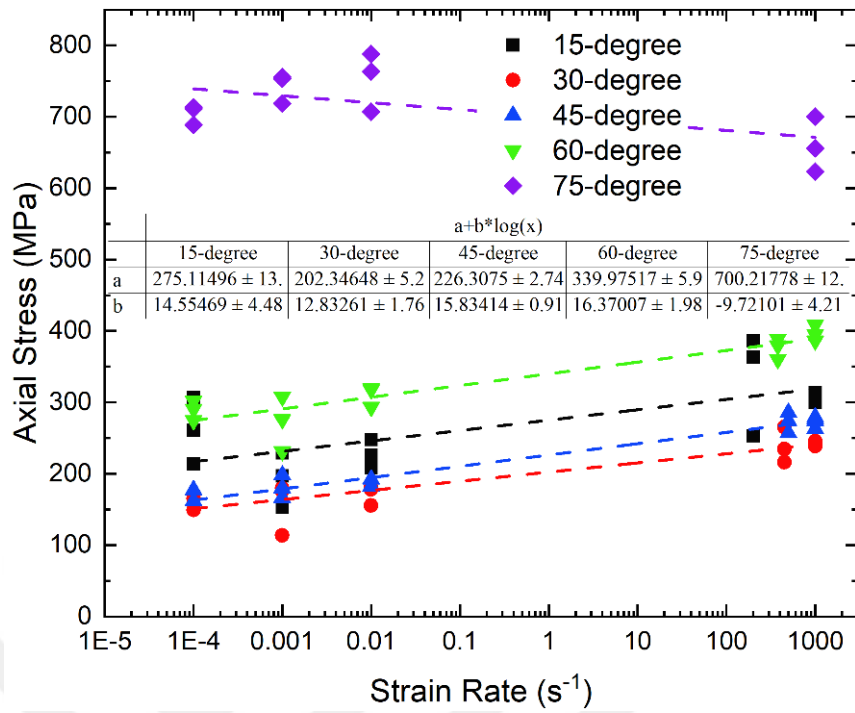 800
700
600
500
400
300
200
100
0
Axial Stress (MPa)
15-degree
30-degree
45-degree
60-degree
75-degree
a+b*log(x)
15-degree 30-degree 45-degree 60-degree 75-degree
a 275.11496 ± 13. 202.34648 ± 5.2 226.3075 ± 2.74 339.97517 ± 5.9 700.21778 ± 12.
b 14.55469 ± 4.48 12.83261 ± 1.76 15.83414 ± 0.91 16.37007 ± 1.98 -9.72101 ± 4.21
1E-5 1E-4 0.001 0.01 0.1 1 10 100 1000
Strain Rate (s⁻¹)